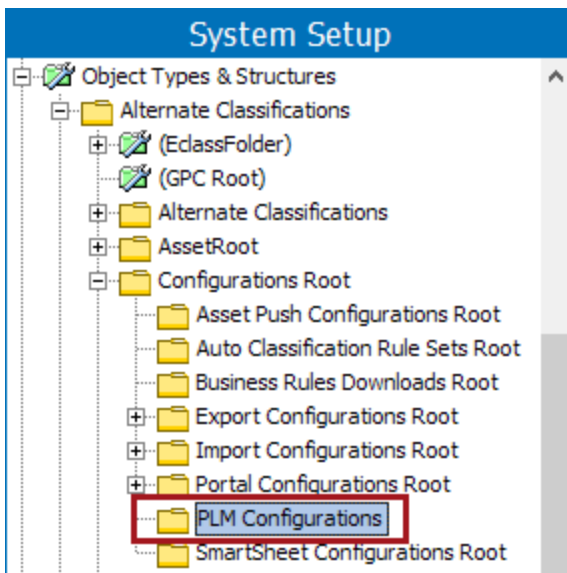 System Setup
Object Types & Structures
Alternate Classifications
(EclassFolder)
(GPC Root)
Alternate Classifications
AssetRoot
Configurations Root
Asset Push Configurations Root
Auto Classification Rule Sets Root
Business Rules Downloads Root
Export Configurations Root
Import Configurations Root
Portal Configurations Root
PLM Configurations
SmartSheet Configurations Root